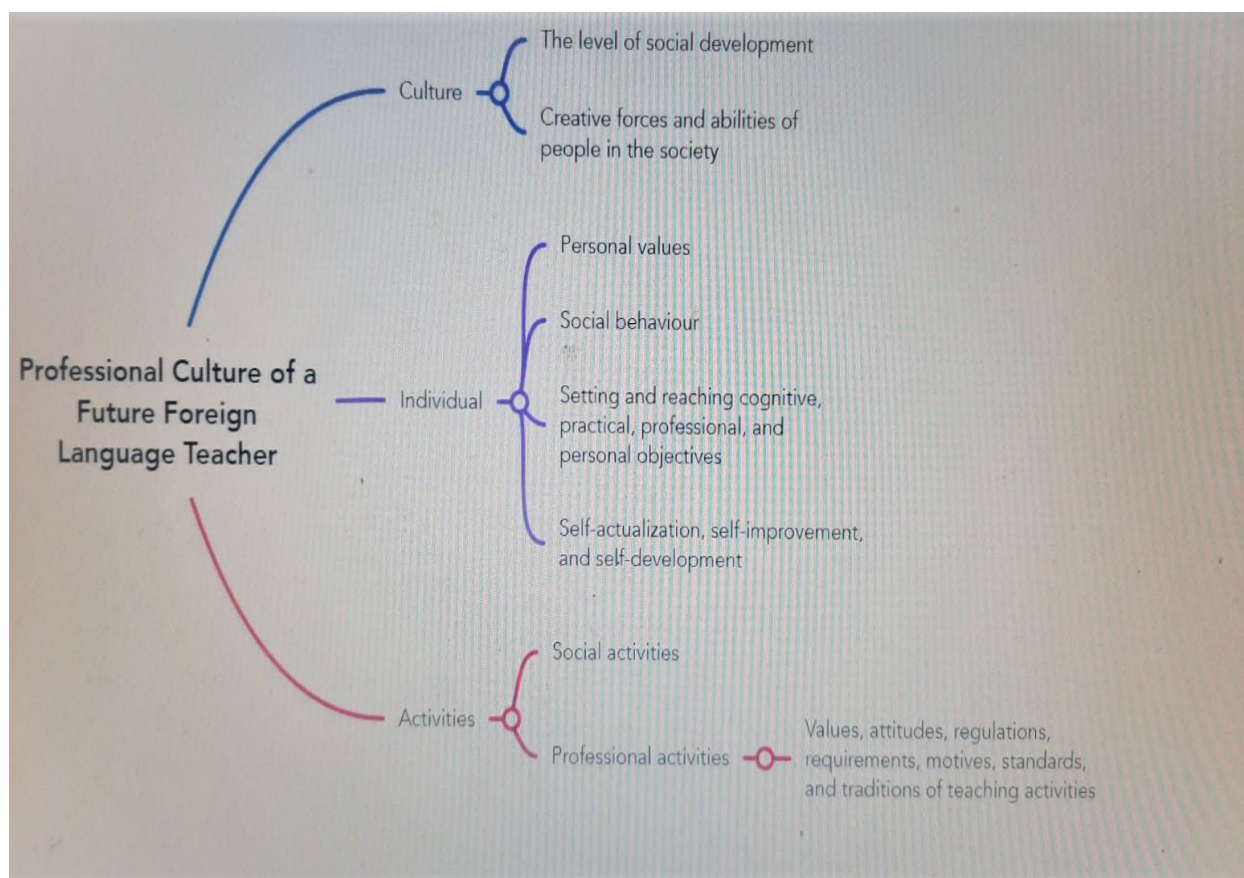 Professional Culture of a
Future Foreign
Language Teacher
Culture
The level of social development
Creative forces and abilities of
people in the society
Individual
Personal values
Social behaviour
Setting and reaching cognitive,
practical, professional, and
personal objectives
Self-actualization, self-improvement,
and self-development
Activities
Social activities
Professional activities
Values, attitudes, regulations,
requirements, motives, standards,
and traditions of teaching activities